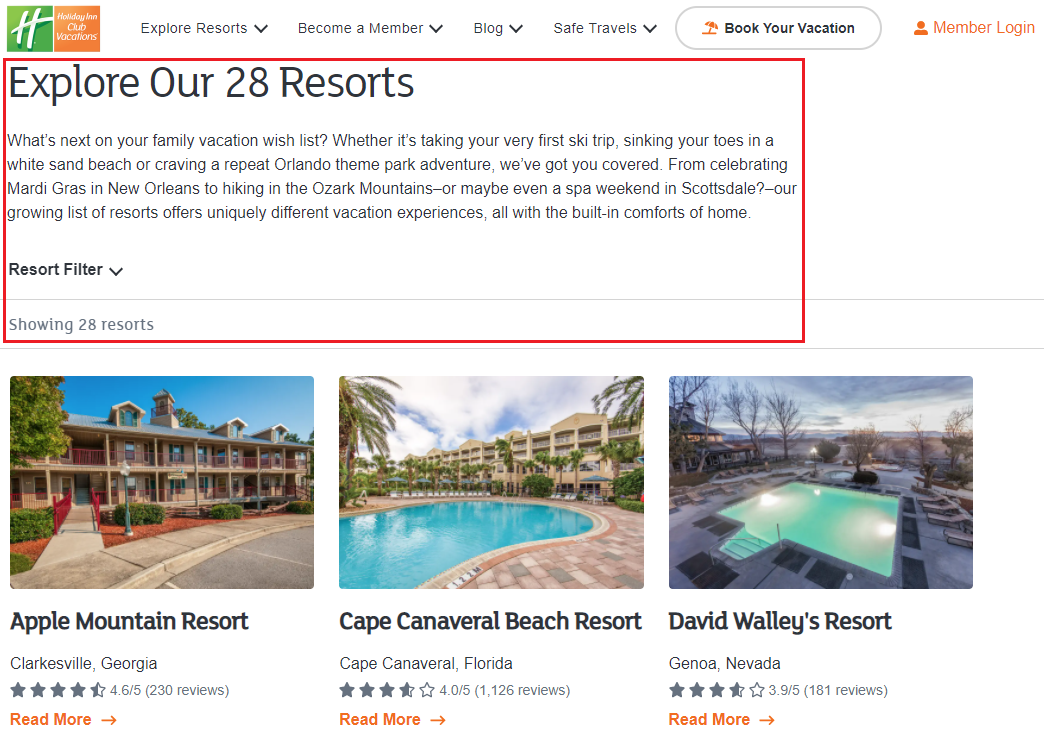 Holiday Inn
Club
Vacations
Explore Resorts
Become a Member
Blog
Safe Travels
Book Your Vacation
Member Login
Explore Our 28 Resorts
What’s next on your family vacation wish list? Whether it’s taking your very first ski trip, sinking your toes in a
white sand beach or craving a repeat Orlando theme park adventure, we’ve got you covered. From celebrating
Mardi Gras in New Orleans to hiking in the Ozark Mountains–or maybe even a spa weekend in Scottsdale?–our
growing list of resorts offers uniquely different vacation experiences, all with the built-in comforts of home.
Resort Filter
Showing 28 resorts
Apple Mountain Resort
Clarkesville, Georgia
4.6/5 (230 reviews)
Read More →
Cape Canaveral Beach Resort
Cape Canaveral, Florida
4.0/5 (1,126 reviews)
Read More →
David Walley's Resort
Genoa, Nevada
3.9/5 (181 reviews)
Read More →